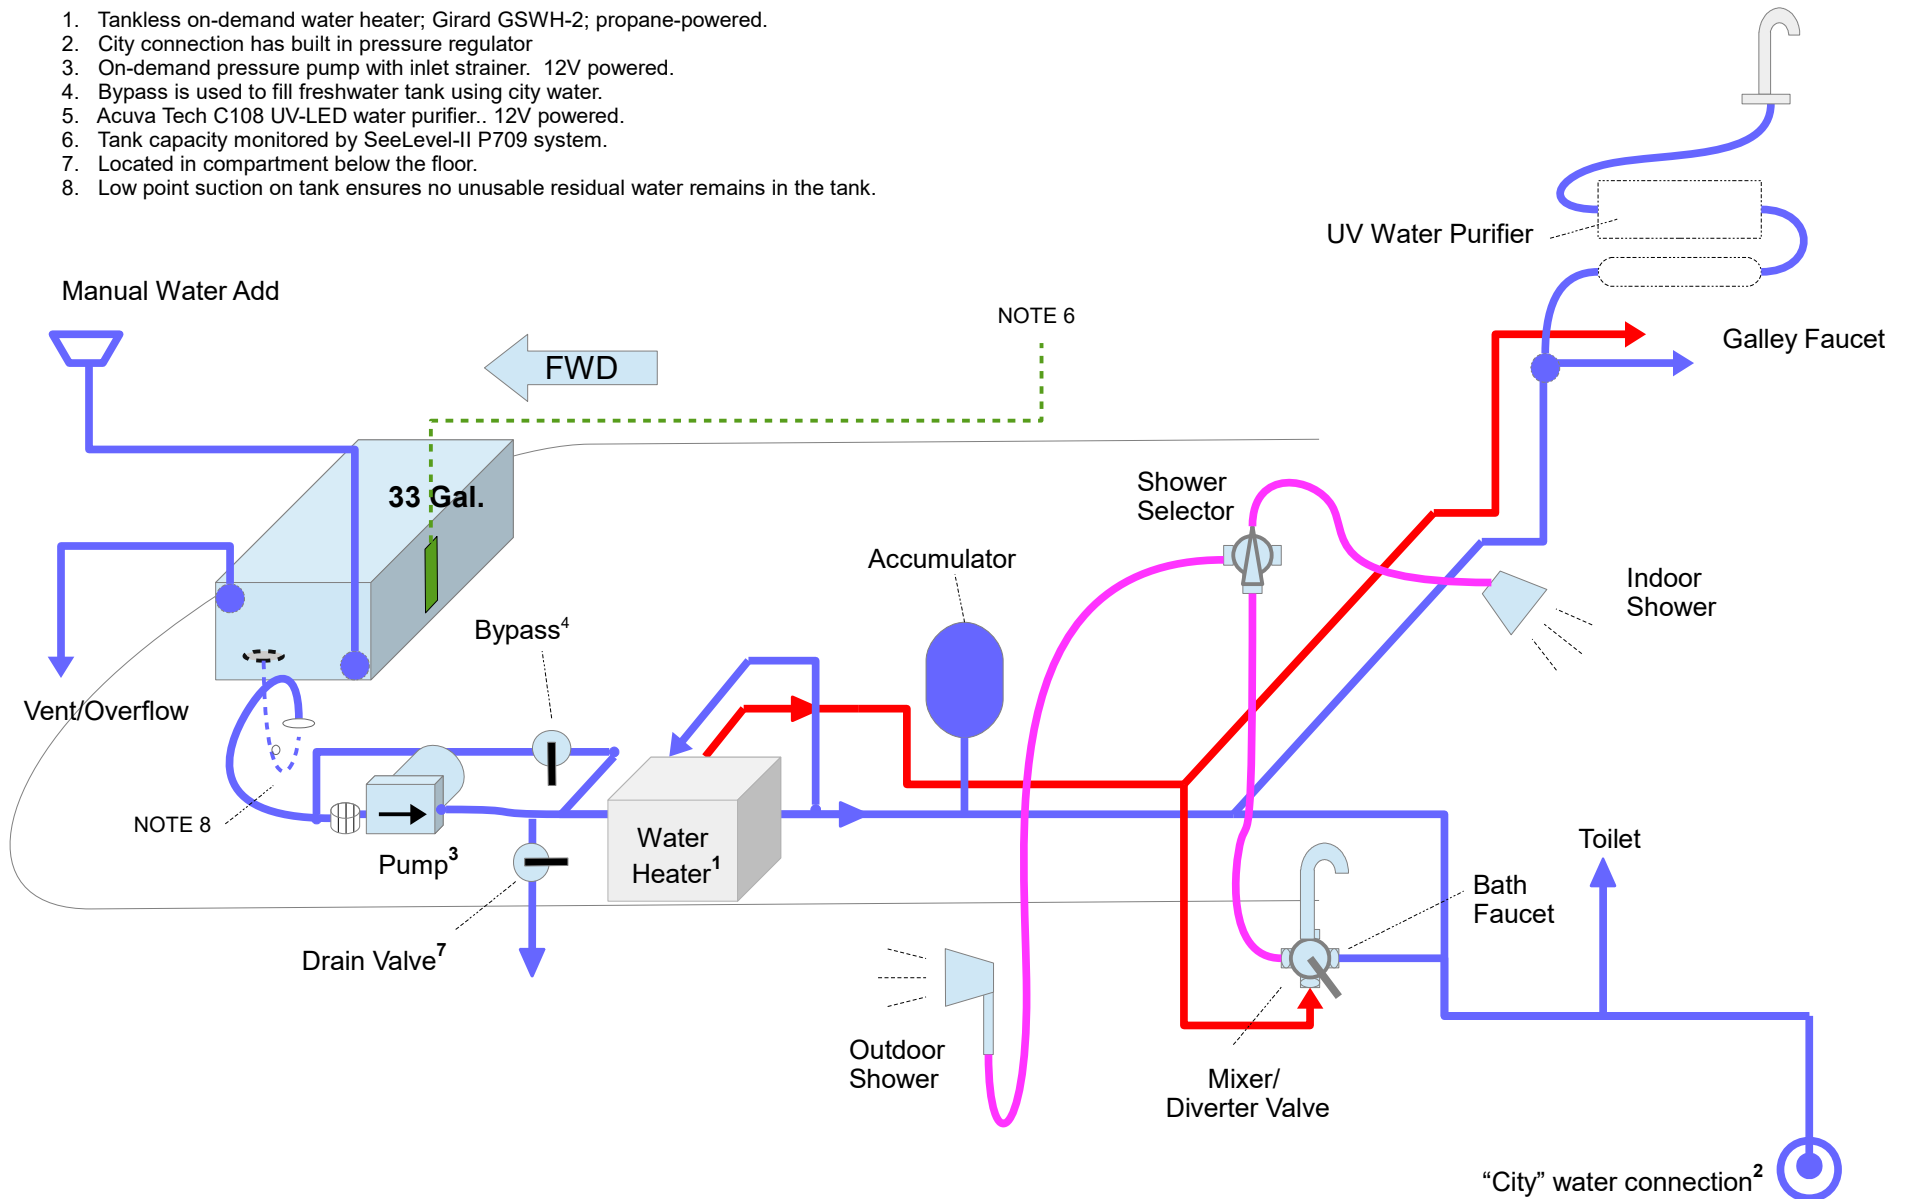 1. Tankless on-demand water heater; Girard GSWH-2; propane-powered.
2. City connection has built in pressure regulator
3. On-demand pressure pump with inlet strainer. 12V powered.
4. Bypass is used to fill freshwater tank using city water.
5. Acuva Tech C108 UV-LED water purifier.. 12V powered.
6. Tank capacity monitored by SeeLevel-II P709 system.
7. Located in compartment below the floor.
8. Low point suction on tank ensures no unusable residual water remains in the tank.
UV Water Purifier
Manual Water Add
NOTE 6
Galley Faucet
FWD
33 Gal.
Shower
Selector
Accumulator
Indoor
Shower
Bypass⁴
Vent/Overflow
NOTE 8
Pump³
Water
Heater¹
Toilet
Bath
Faucet
Drain Valve⁷
Outdoor
Shower
Mixer/
Diverter Valve
“City” water connection²